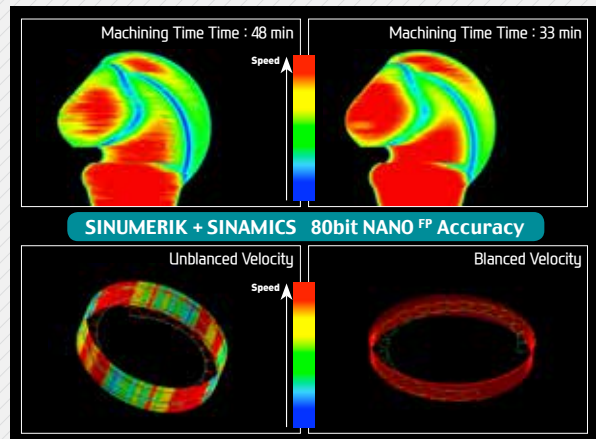 Machining Time Time : 48 min
Machining Time Time : 33 min
Speed
SINUMERIK + SINAMICS 80bit NANO FP Accuracy
Unblanced Velocity
Blanced Velocity
Speed